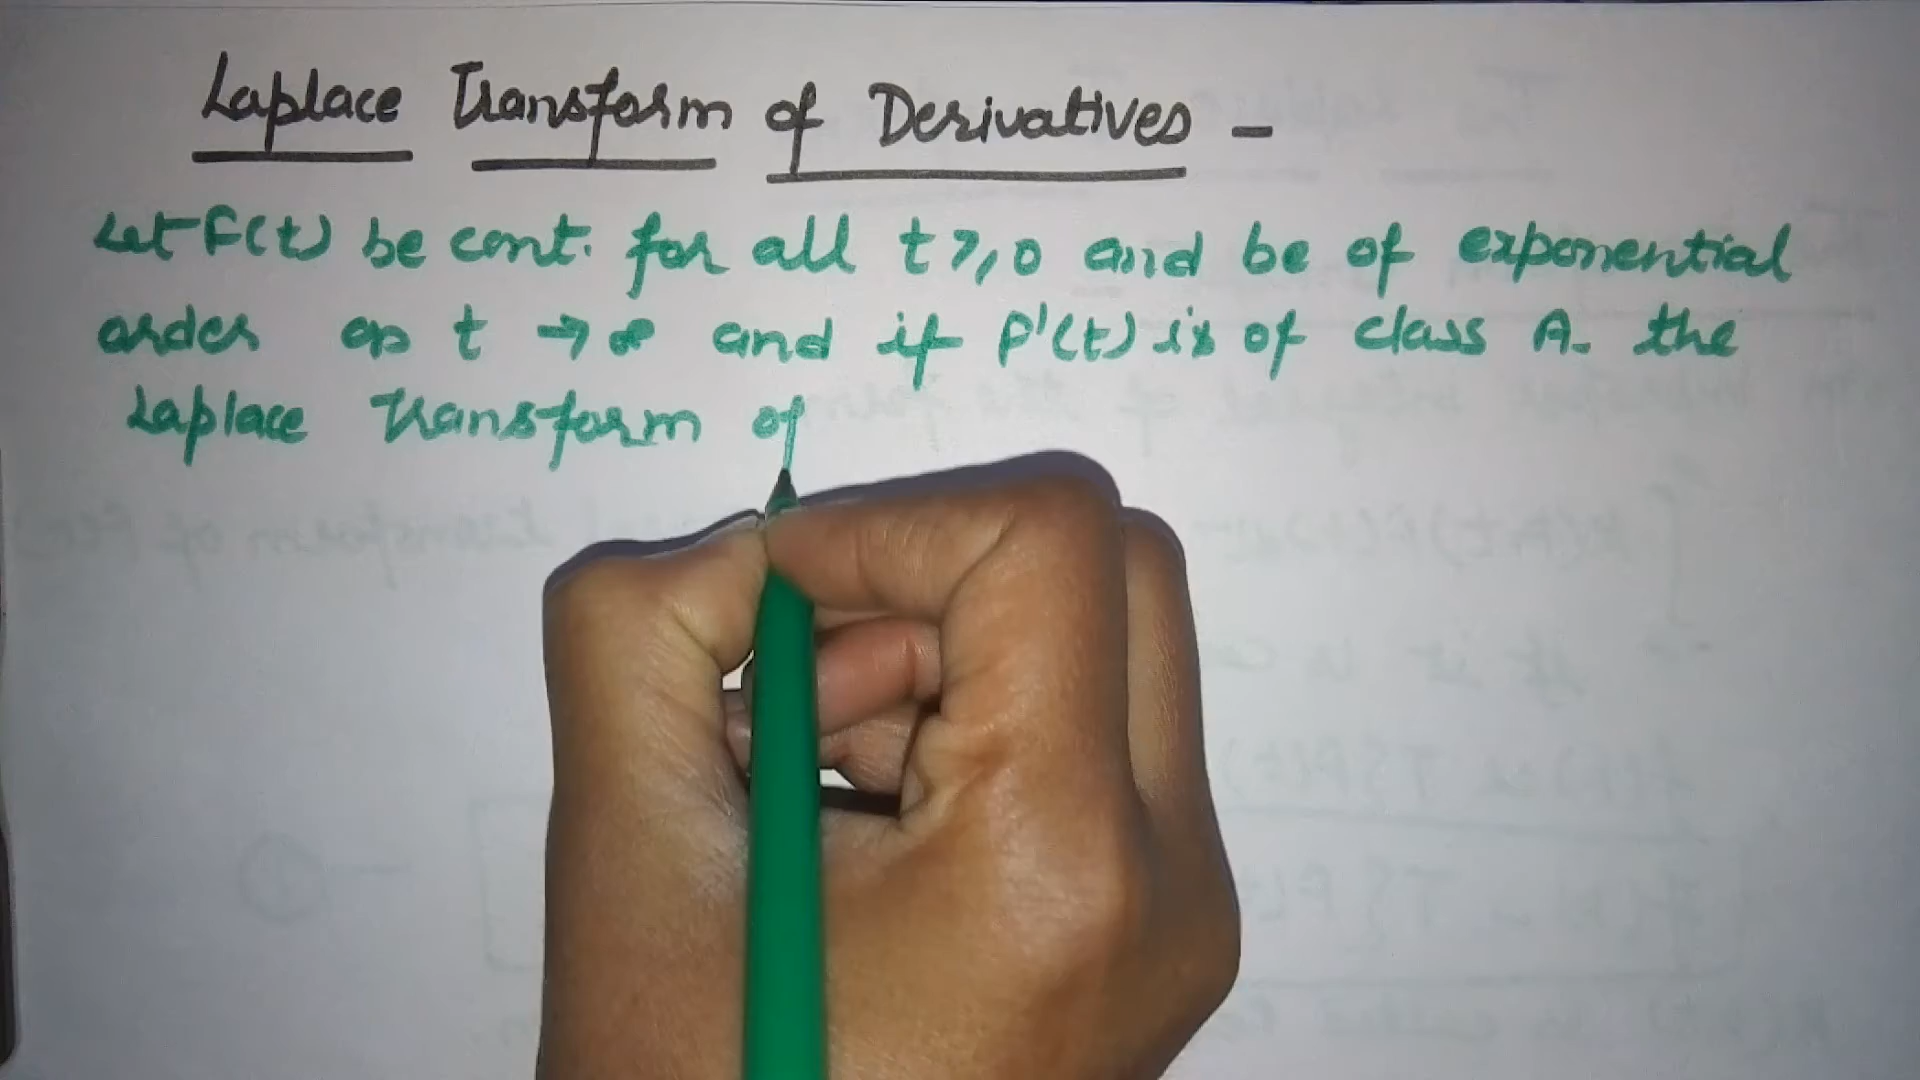 Laplace Transform of Derivatives -
Let F(t) be cont. for all t ≥ 0 and be of exponential
order as t → ∞ and if F'(t) is of class A. the
Laplace Transform of